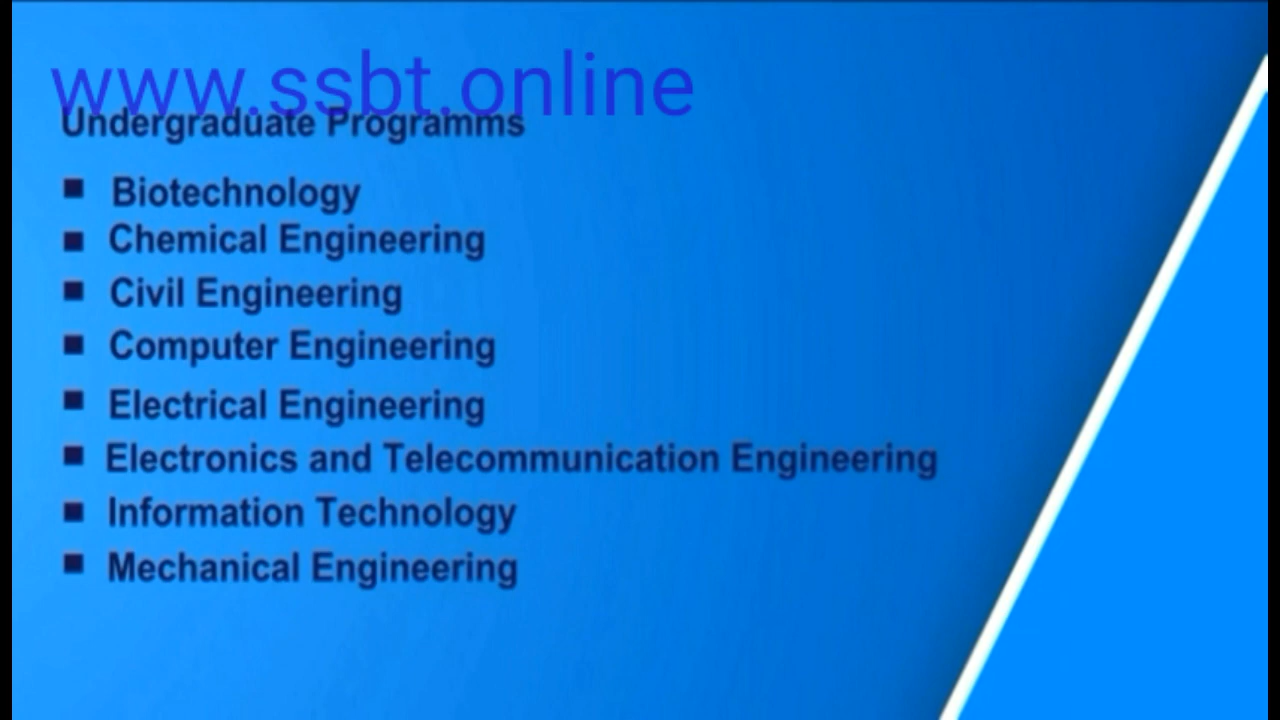 www.ssbt.online
Undergraduate Programms
Biotechnology
Chemical Engineering
Civil Engineering
Computer Engineering
Electrical Engineering
Electronics and Telecommunication Engineering
Information Technology
Mechanical Engineering